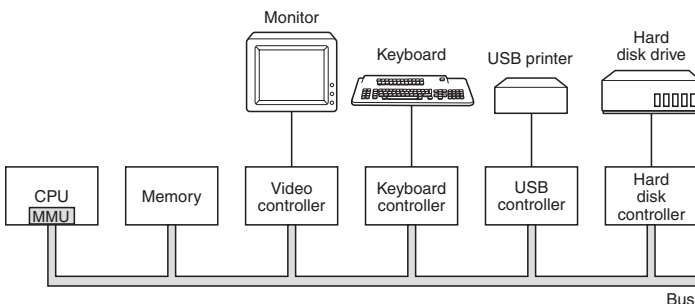 Monitor
Keyboard
USB printer
Hard
disk drive
CPU
MMU
Memory
Video
controller
Keyboard
controller
USB
controller
Hard
disk
controller
Bus